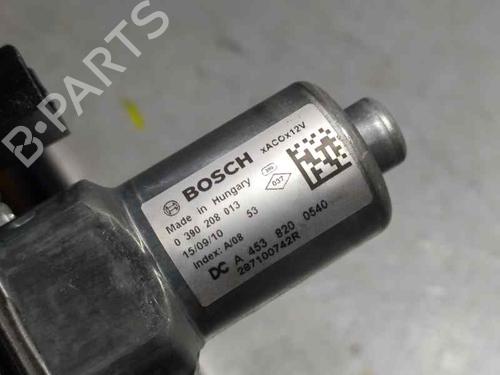 BOSCH xACOX12V
Made in Hungary
0 390 208 013
037
15/09/10 53
Index: A/08
DC A 453 820 0540
287100742R
B-PARTS